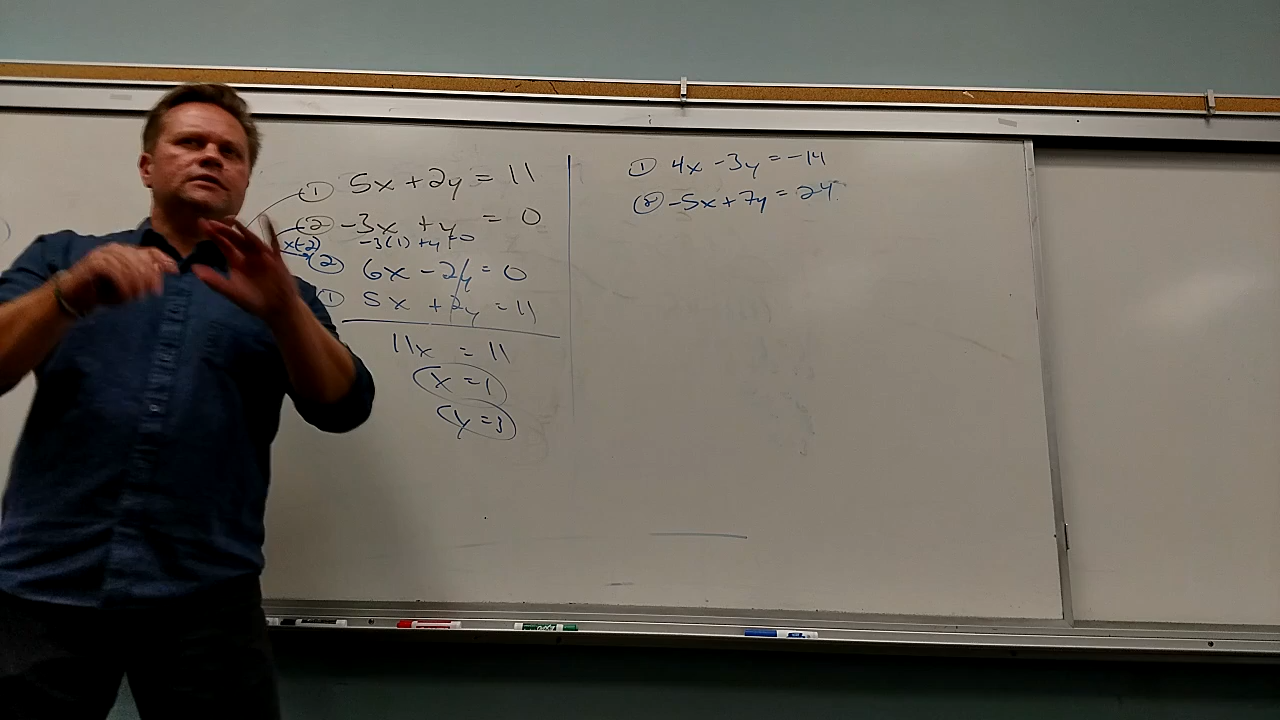 ① 5x + 2y = 11
② -3x + y = 0
x(-2) -3(1) + y = 0
② 6x - 2y = 0
① 5x + 2y = 11
11x = 11
x = 1
y = 3
① 4x - 3y = -14
② -5x + 7y = 24